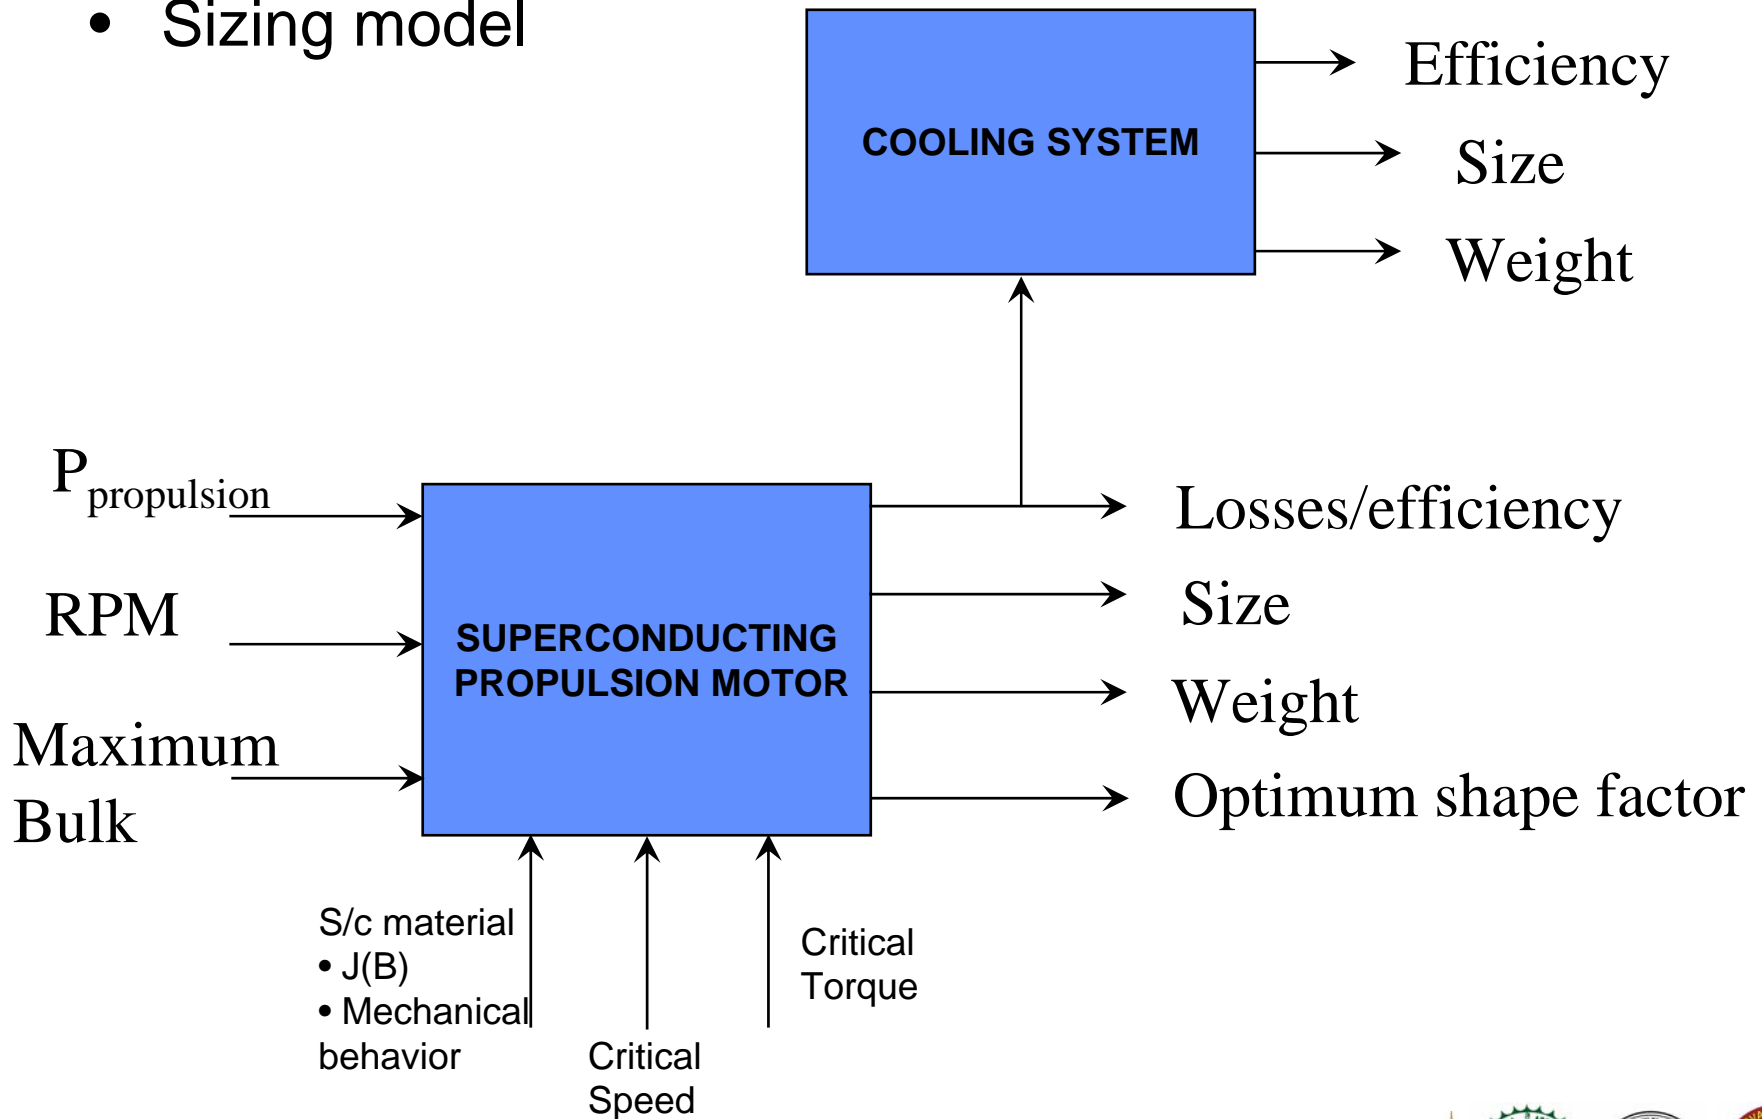 • Sizing model
COOLING SYSTEM
Efficiency
Size
Weight
P propulsion
RPM
Maximum
Bulk
SUPERCONDUCTING
PROPULSION MOTOR
Losses/efficiency
Size
Weight
Optimum shape factor
S/c material
• J(B)
• Mechanical
behavior
Critical
Speed
Critical
Torque